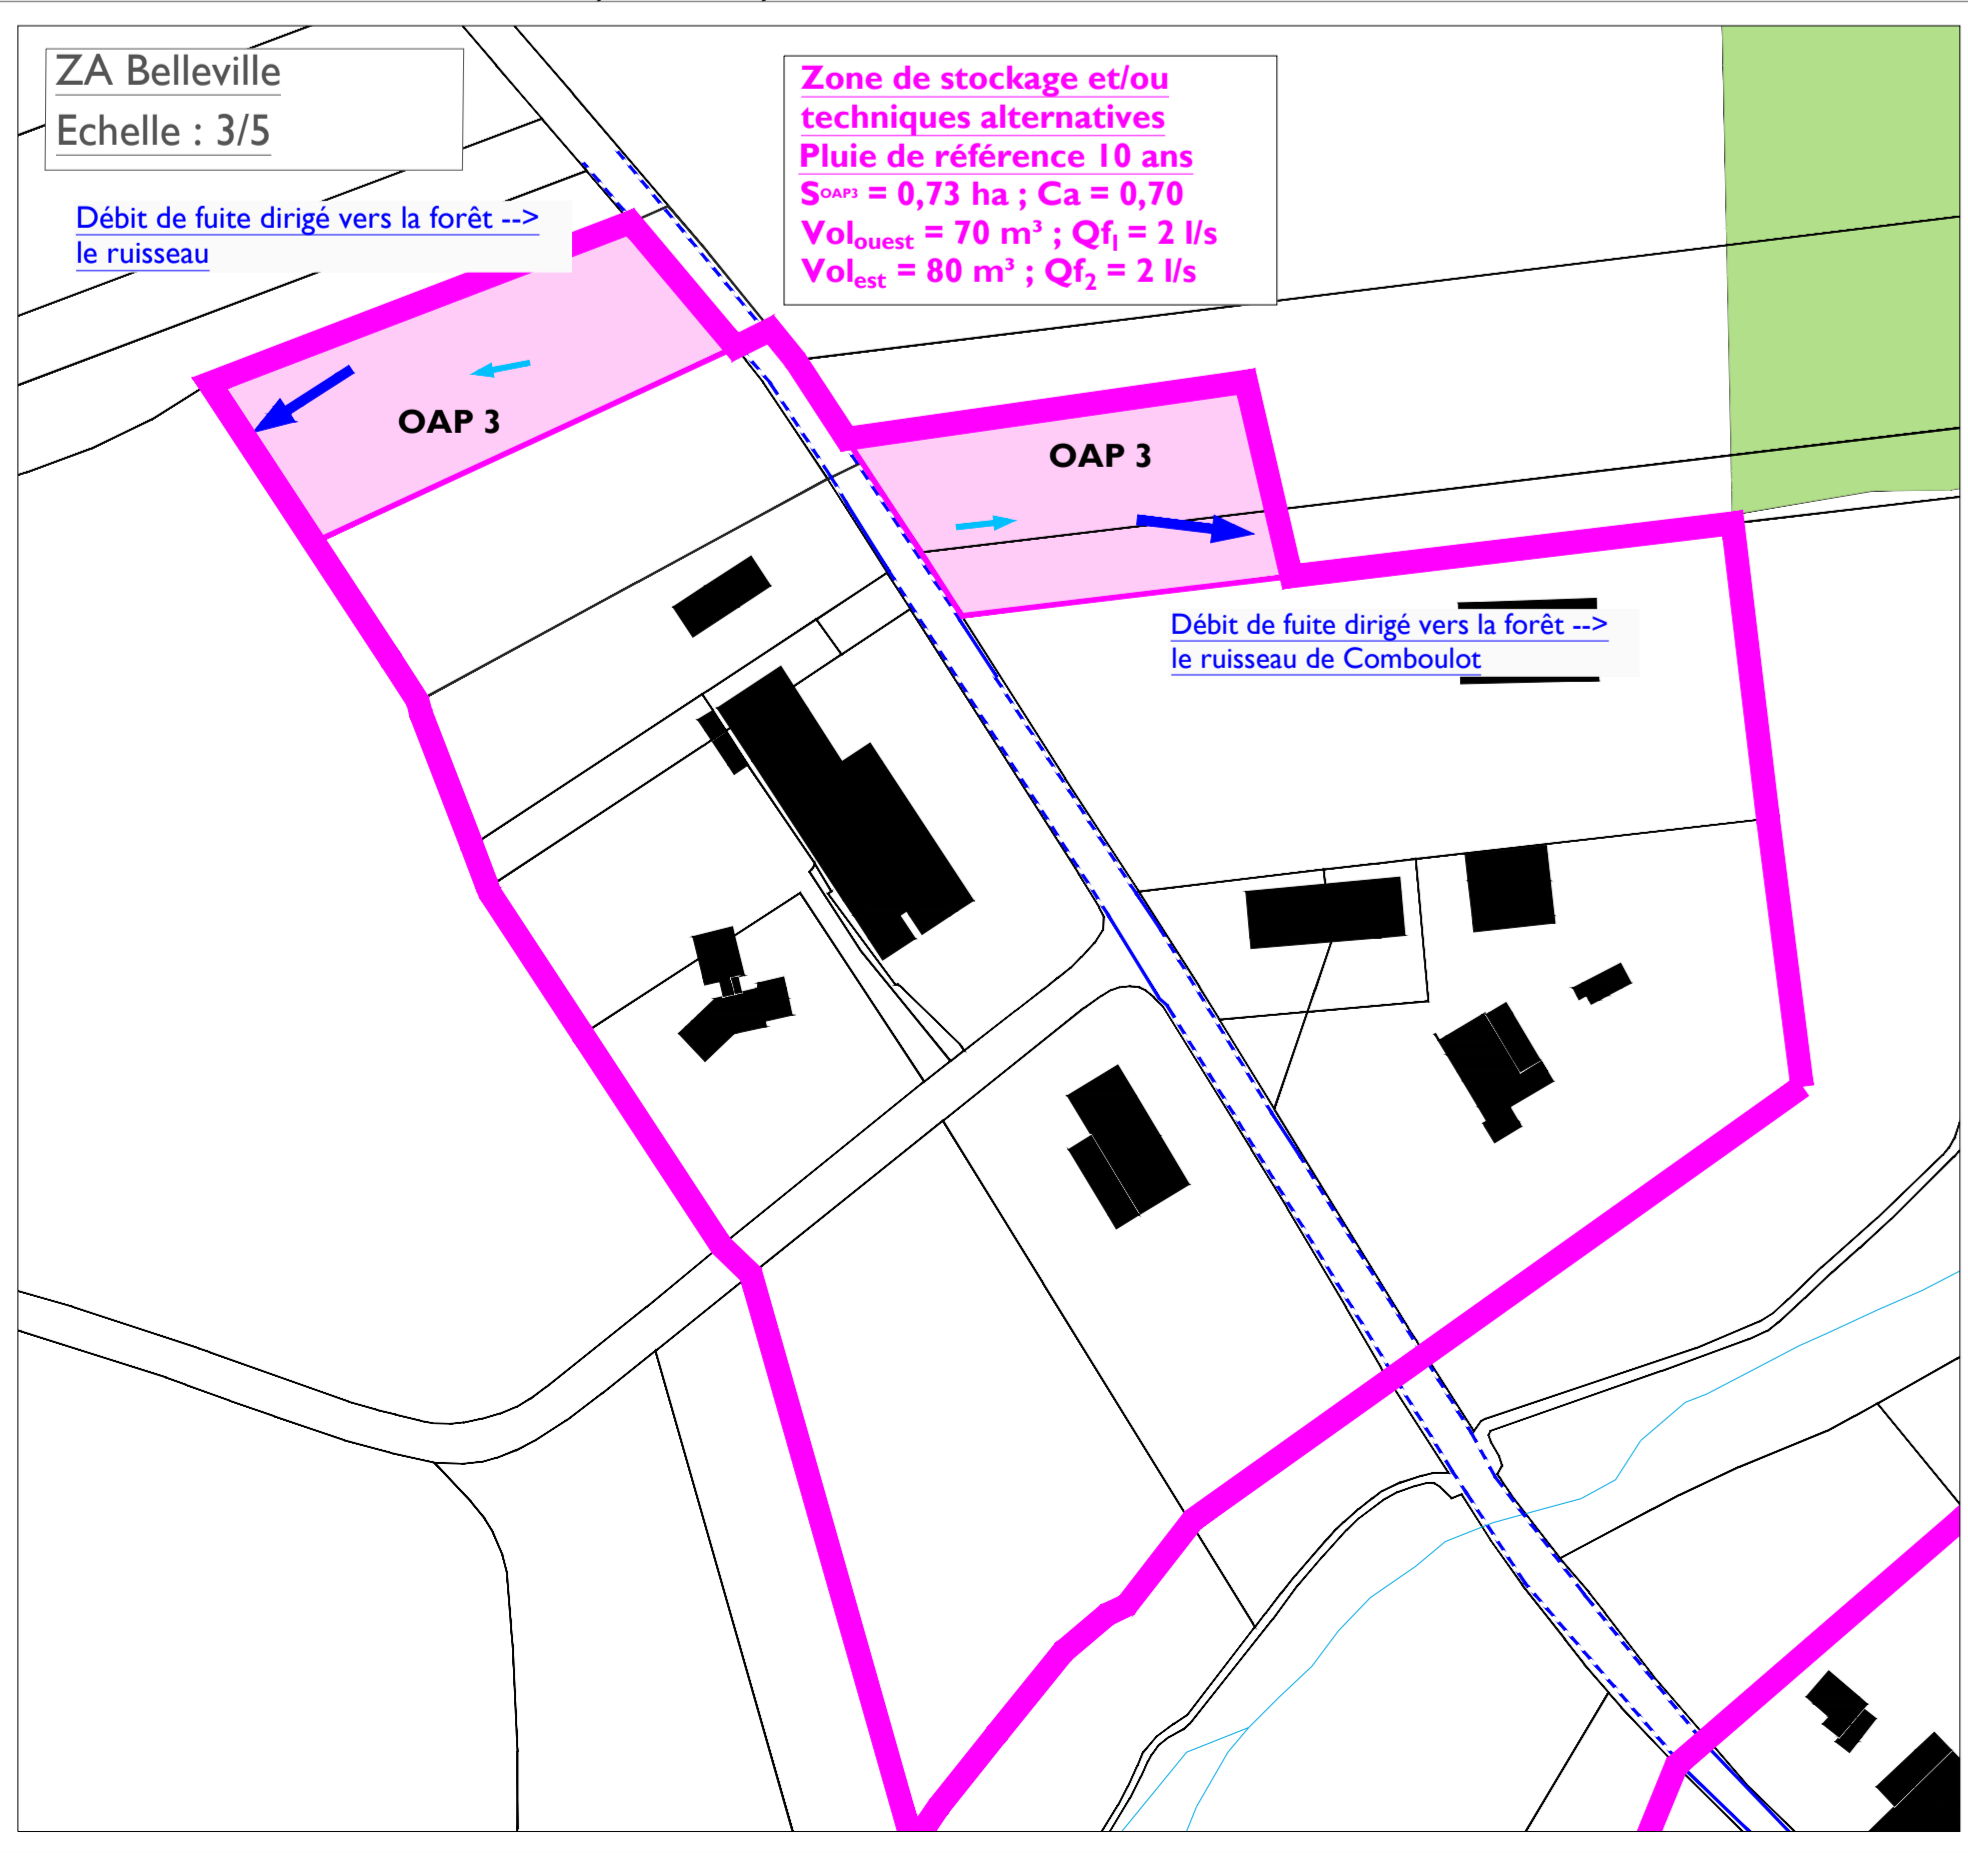 ZA Belleville
Echelle : 3/5
Zone de stockage et/ou
techniques alternatives
Pluie de référence 10 ans
SOAP3 = 0,73 ha ; Ca = 0,70
Volouest = 70 m³ ; Qf1 = 2 l/s
Volest = 80 m³ ; Qf2 = 2 l/s
Débit de fuite dirigé vers la forêt -->
le ruisseau
OAP 3
OAP 3
Débit de fuite dirigé vers la forêt -->
le ruisseau de Comboulot